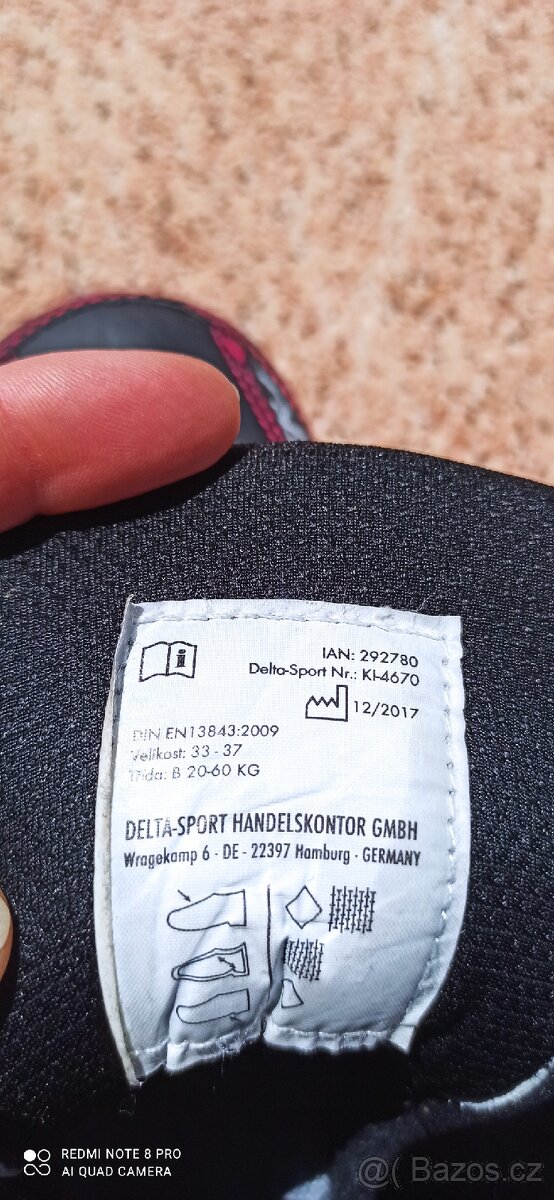 IAN: 292780
Delta-Sport Nr.: KI-4670
12/2017
DIN EN13843:2009
Velikost: 33 - 37
Třída: B 20-60 KG
DELTA-SPORT HANDELSKONTOR GMBH
Wragekamp 6 · DE - 22397 Hamburg · GERMANY
REDMI NOTE 8 PRO
AI QUAD CAMERA
@( Bazos.cz